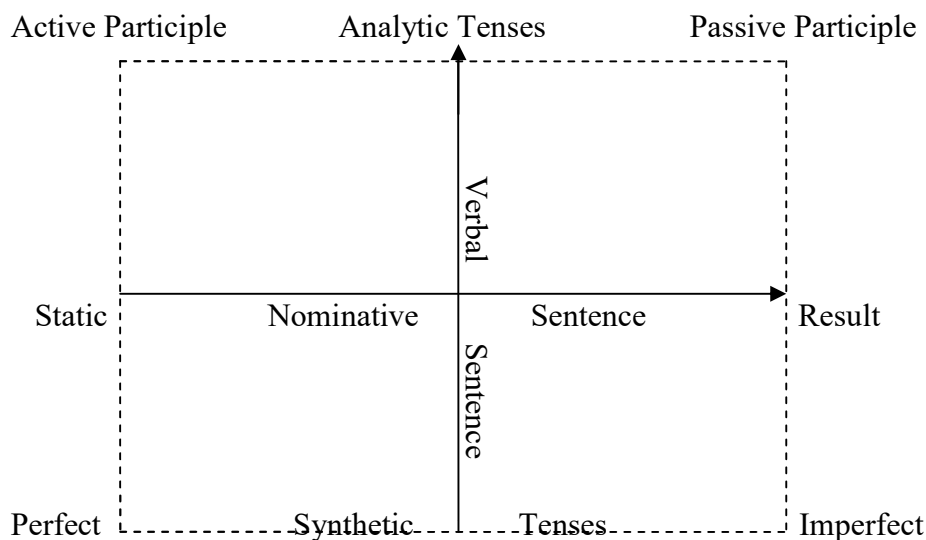 Active Participle Analytic Tenses Passive Participle
Verbal
Static Nominative Sentence Result
Sentence
Perfect Synthetic Tenses Imperfect